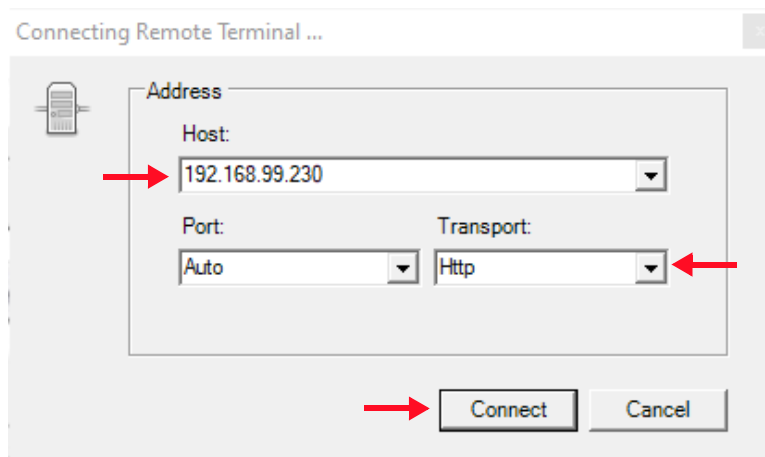 Connecting Remote Terminal ...
Address
Host:
192.168.99.230
Port: Transport:
Auto Http
Connect Cancel